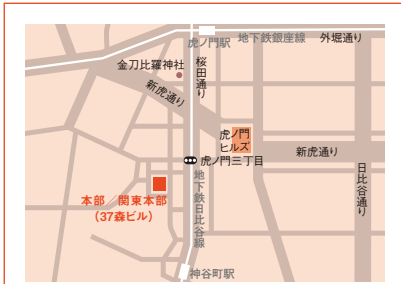 虎ノ門駅
地下鉄銀座線
外堀通り
金刀比羅神社
桜田通り
新虎通り
虎ノ門
ヒルズ
虎ノ門三丁目
新虎通り
日比谷通り
地下鉄日比谷線
本部 関東本部
（37森ビル）
神谷町駅